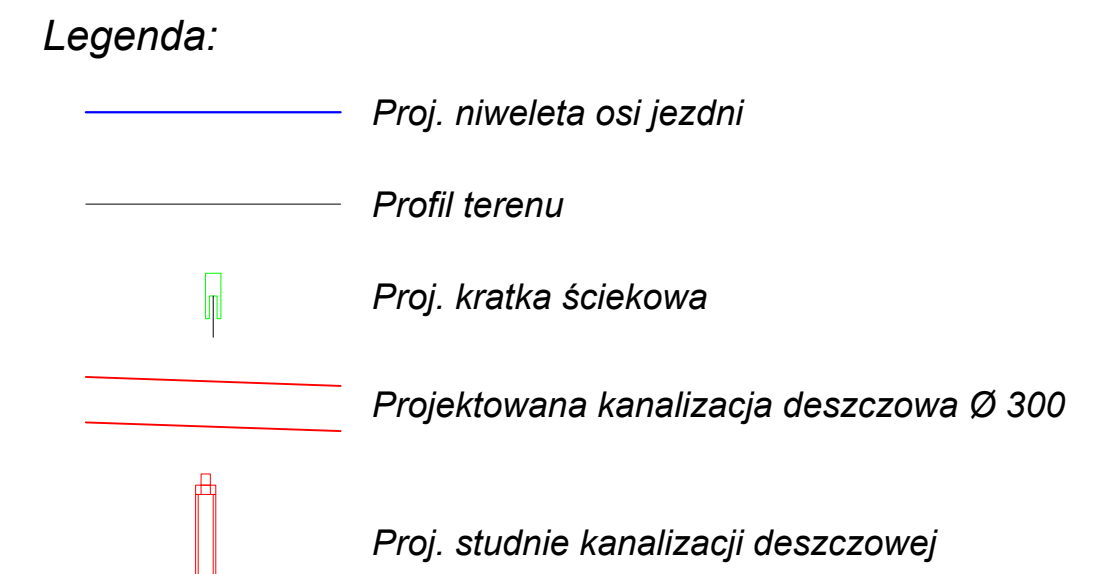 Legenda:
Proj. niweleta osi jezdni
Profil terenu
Proj. kratka ściekowa
Projektowana kanalizacja deszczowa Ø 300
Proj. studnie kanalizacji deszczowej